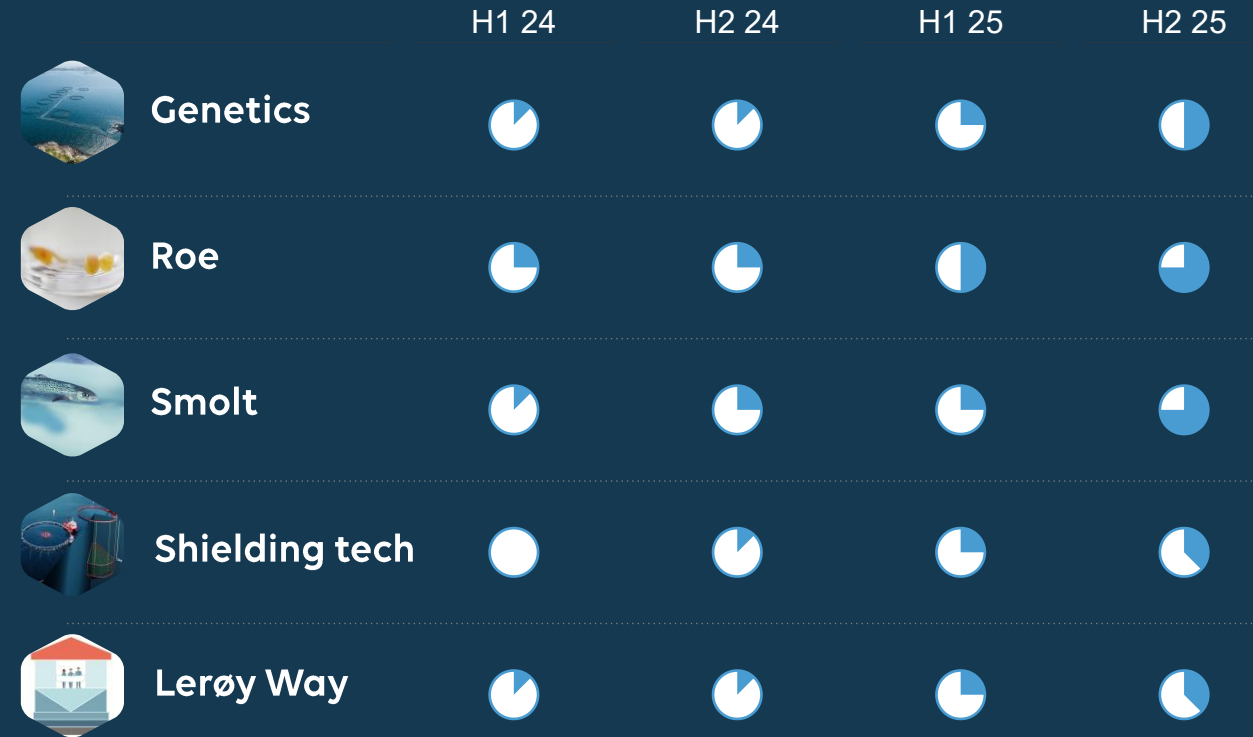 H1 24 H2 24 H1 25 H2 25
Genetics
Roe
Smolt
Shielding tech
Lerøy Way